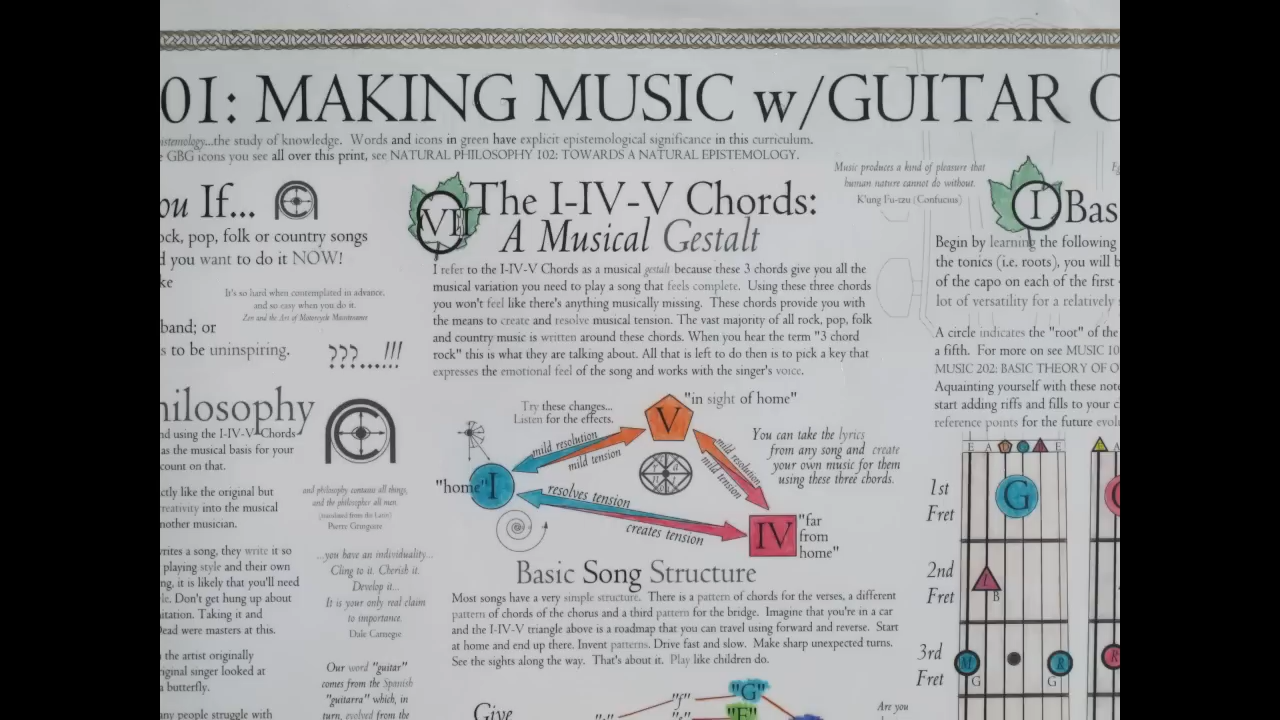 01: MAKING MUSIC w/GUITAR C
istemology...the study of knowledge. Words and icons in green have explicit epistemological significance in this curriculum.
GBG icons you see all over this print, see NATURAL PHILOSOPHY 102: TOWARDS A NATURAL EPISTEMOLOGY.
ou If...
ock, pop, folk or country songs
d you want to do it NOW!
ke
It's so hard when contemplated in advance,
and so easy when you do it.
Zen and the Art of Motorcycle Maintenance
band; or
s to be uninspiring.
???...!!!
hilosophy
nd using the I-IV-V Chords
as the musical basis for your
count on that.
ctly like the original but
reativity into the musical
nother musician.
writes a song, they write it so
playing style and their own
ng, it is likely that you'll need
le. Don't get hung up about
itation. Taking it and
Dead were masters at this.
the artist originally
iginal singer looked at
a butterfly.
any people struggle with
and philosophy contains all things,
and the philosopher all men.
(translated from the Latin)
Pierre Gringoire
...you have an individuality...
Cling to it. Cherish it.
Develop it...
It is your only real claim
to importance.
Dale Carnegie
Our word "guitar"
comes from the Spanish
"guitarra" which, in
turn, evolved from the
VII
The I-IV-V Chords:
A Musical Gestalt
I refer to the I-IV-V Chords as a musical gestalt because these 3 chords give you all the
musical variation you need to play a song that feels complete. Using these three chords
you won't feel like there's anything musically missing. These chords provide you with
the means to create and resolve musical tension. The vast majority of all rock, pop, folk
and country music is written around these chords. When you hear the term "3 chord
rock" this is what they are talking about. All that is left to do then is to pick a key that
expresses the emotional feel of the song and works with the singer's voice.
Try these changes...
Listen for the effects.
V
"in sight of home"
mild resolution
mild tension
mild resolution
mild tension
You can take the lyrics
from any song and create
your own music for them
using these three chords.
"home"
I
resolves tension
creates tension
IV
"far
from
home"
Basic Song Structure
Most songs have a very simple structure. There is a pattern of chords for the verses, a different
pattern of chords of the chorus and a third pattern for the bridge. Imagine that you're in a car
and the I-IV-V triangle above is a roadmap that you can travel using forward and reverse. Start
at home and end up there. Invent patterns. Drive fast and slow. Make sharp unexpected turns.
See the sights along the way. That's about it. Play like children do.
Give
"f"
"G"
"F"
Are you
Music produces a kind of pleasure that
human nature cannot do without.
K'ung Fu-tzu (Confucius)
I
Bas
Begin by learning the following
the tonics (i.e. roots), you will b
of the capo on each of the first
lot of versatility for a relatively
A circle indicates the "root" of the
a fifth. For more on see MUSIC 10
MUSIC 202: BASIC THEORY OF O
Aquainting yourself with these note
start adding riffs and fills to your c
reference points for the future evol
E A E A
1st
Fret
G
2nd
Fret
I
B
3rd
Fret
M
G
R
G
R